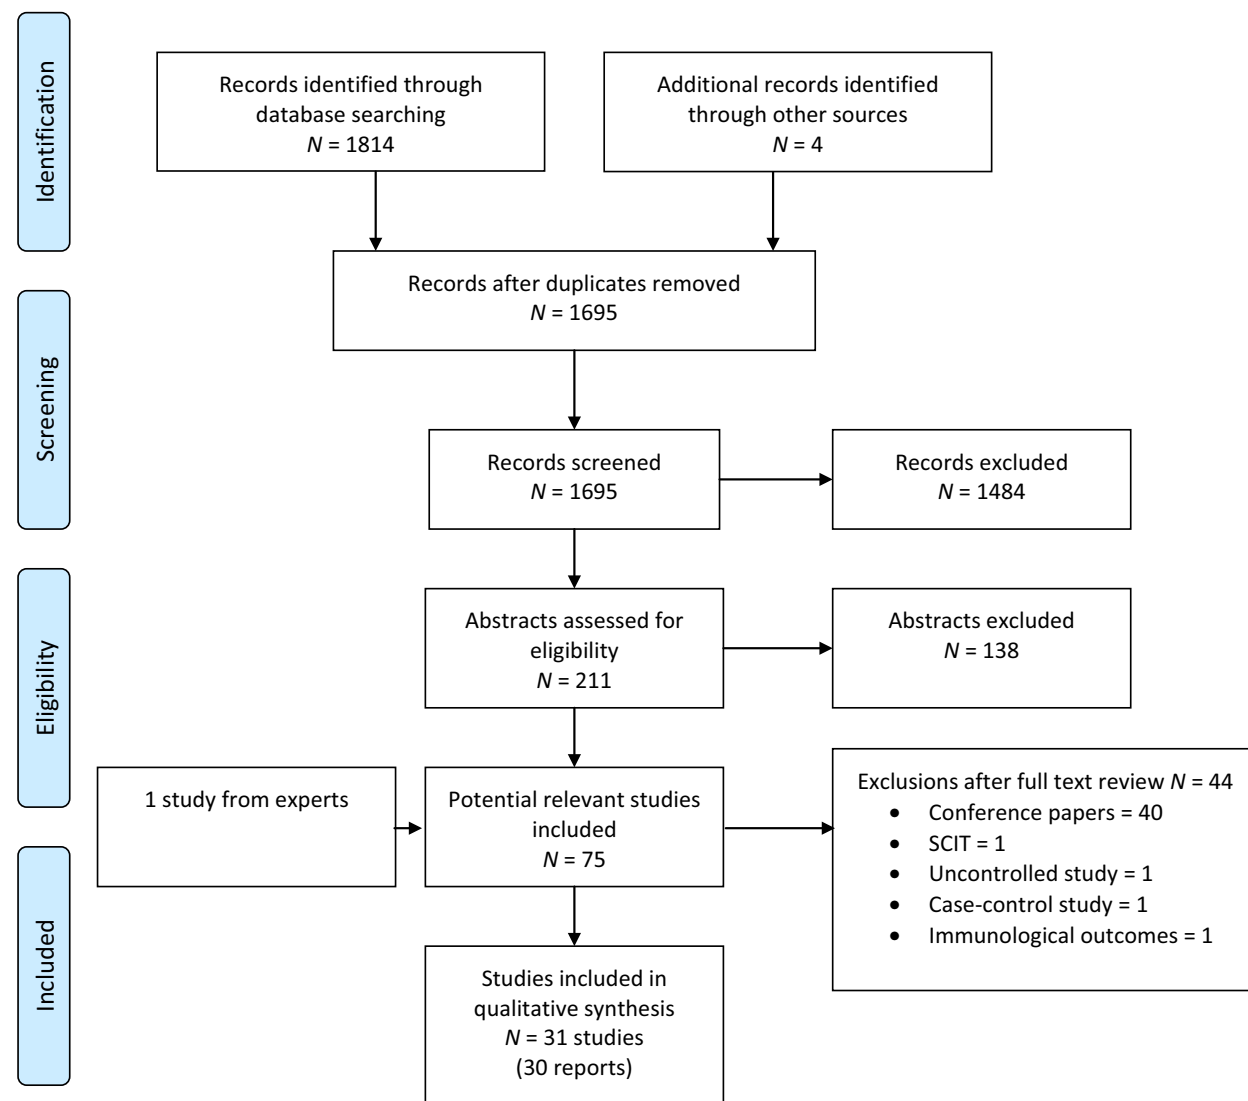 Identification
Records identified through
database searching
N = 1814
Additional records identified
through other sources
N = 4
Records after duplicates removed
N = 1695
Screening
Records screened
N = 1695
Records excluded
N = 1484
Eligibility
Abstracts assessed for
eligibility
N = 211
Abstracts excluded
N = 138
1 study from experts
Potential relevant studies
included
N = 75
Exclusions after full text review N = 44
• Conference papers = 40
• SCIT = 1
• Uncontrolled study = 1
• Case-control study = 1
• Immunological outcomes = 1
Included
Studies included in
qualitative synthesis
N = 31 studies
(30 reports)